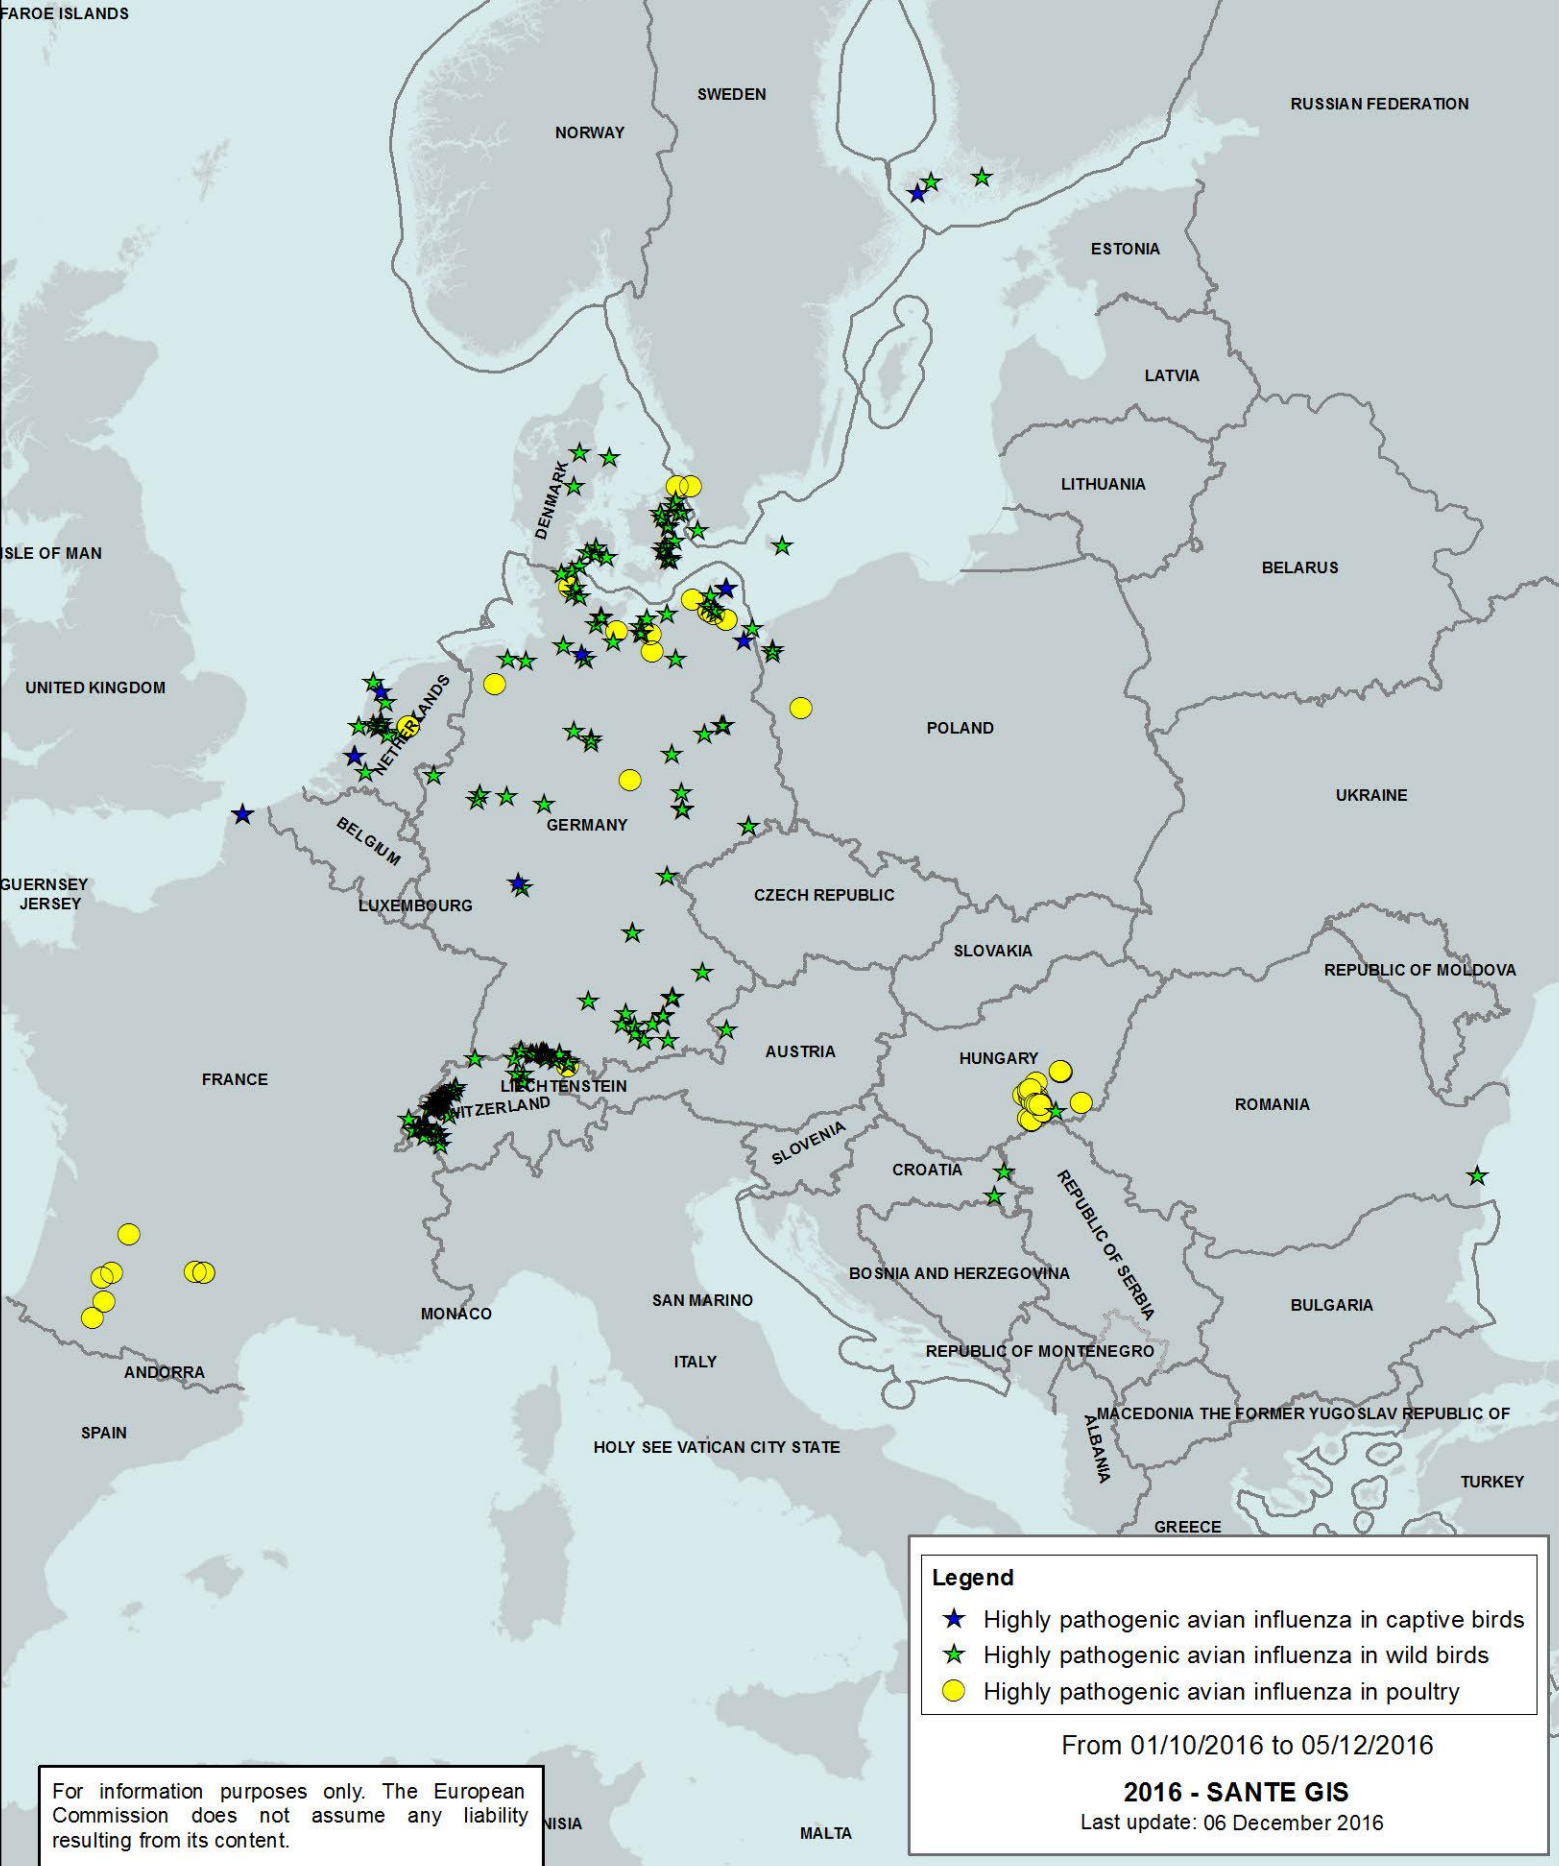 FAROE ISLANDS
SWEDEN
RUSSIAN FEDERATION
NORWAY
ESTONIA
LATVIA
DENMARK
LITHUANIA
ISLE OF MAN
BELARUS
UNITED KINGDOM
NETHERLANDS
POLAND
UKRAINE
BELGIUM
GERMANY
GUERNSEY
JERSEY
LUXEMBOURG
CZECH REPUBLIC
SLOVAKIA
REPUBLIC OF MOLDOVA
FRANCE
AUSTRIA
HUNGARY
LIECHTENSTEIN
WITZERLAND
ROMANIA
SLOVENIA
CROATIA
REPUBLIC OF SERBIA
BOSNIA AND HERZEGOVINA
MONACO
SAN MARINO
BULGARIA
ITALY
REPUBLIC OF MONTENEGRO
ANDORRA
SPAIN
HOLY SEE VATICAN CITY STATE
MACEDONIA THE FORMER YUGOSLAV REPUBLIC OF
ALBANIA
TURKEY
GREECE
Legend
Highly pathogenic avian influenza in captive birds
Highly pathogenic avian influenza in wild birds
Highly pathogenic avian influenza in poultry
From 01/10/2016 to 05/12/2016
2016 - SANTE GIS
Last update: 06 December 2016
For information purposes only. The European
Commission does not assume any liability
resulting from its content.
NISIA
MALTA